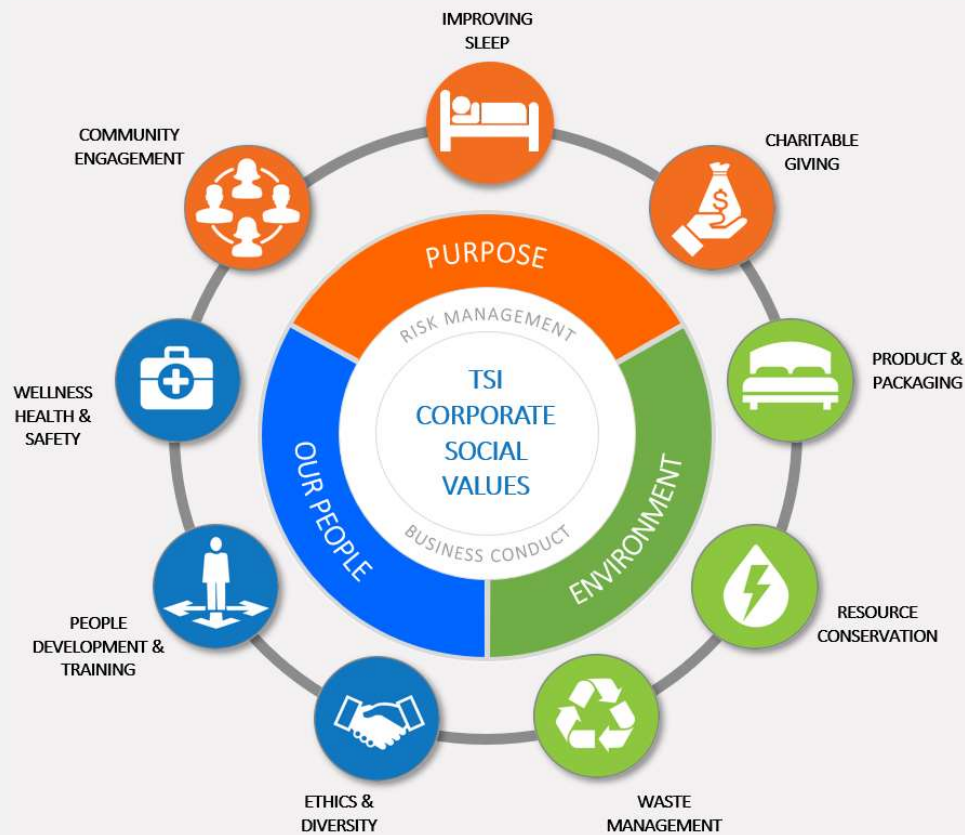 IMPROVING
SLEEP
COMMUNITY
ENGAGEMENT
CHARITABLE
GIVING
$
PURPOSE
RISK MANAGEMENT
TSI
CORPORATE
SOCIAL
VALUES
BUSINESS CONDUCT
OUR PEOPLE
ENVIRONMENT
PRODUCT &
PACKAGING
WELLNESS
HEALTH &
SAFETY
RESOURCE
CONSERVATION
PEOPLE
DEVELOPMENT &
TRAINING
ETHICS &
DIVERSITY
WASTE
MANAGEMENT